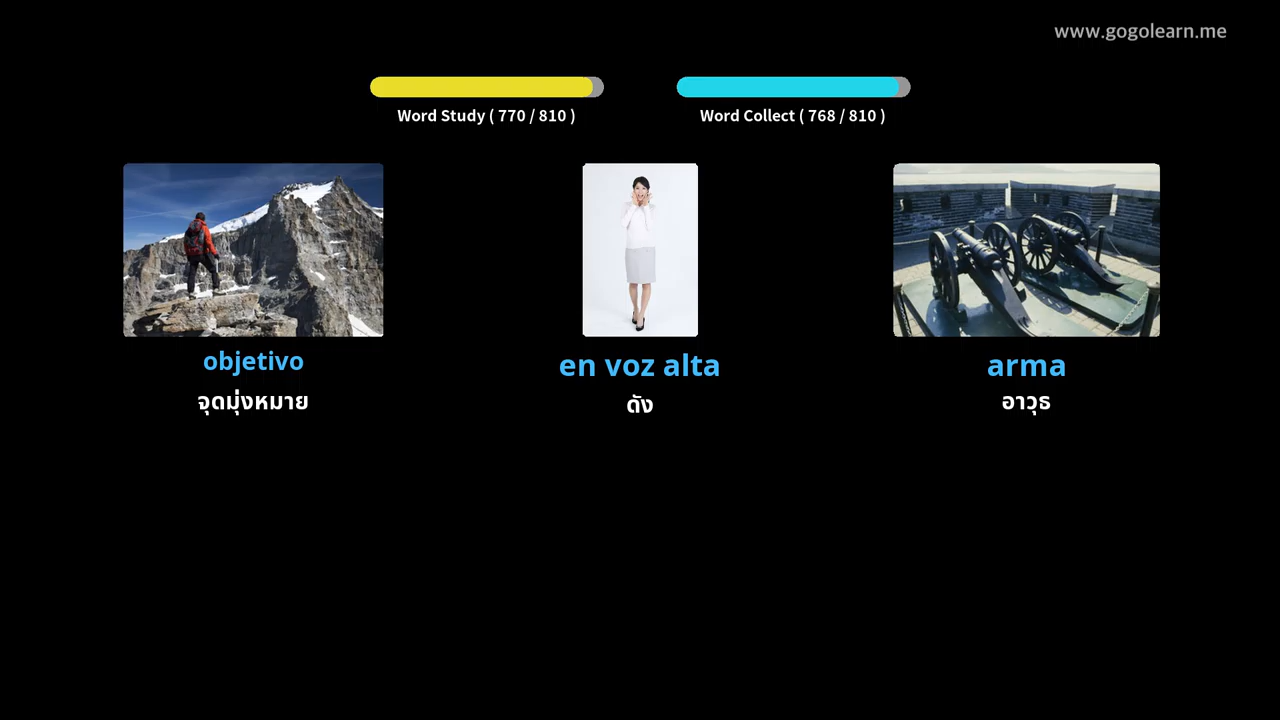 www.gogolearn.me
Word Study ( 770 / 810 )
Word Collect ( 768 / 810 )
objetivo
en voz alta
arma
จุดมุ่งหมาย
ดัง
อาวุธ